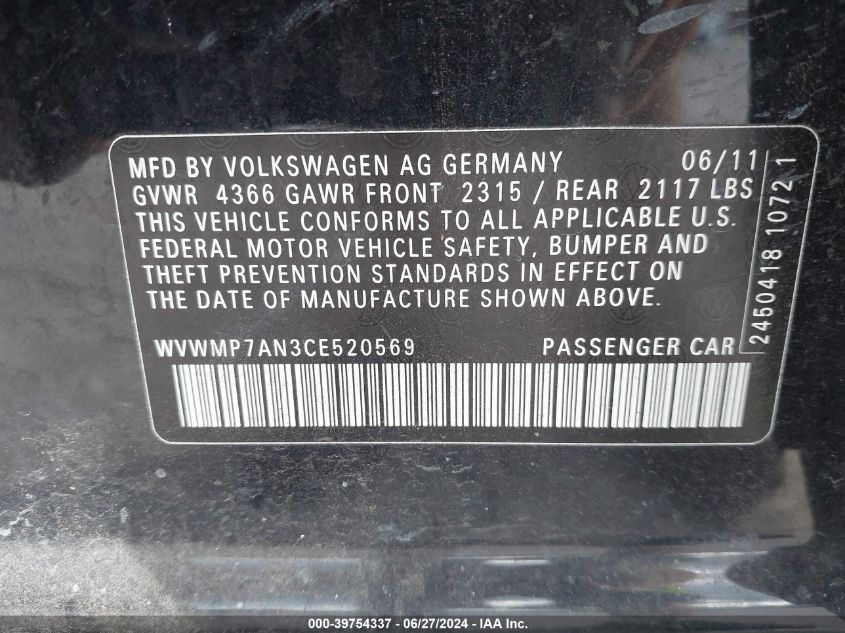 MFD BY VOLKSWAGEN AG GERMANY 06/11
GVWR 4366 GAWR FRONT 2315 / REAR 2117 LBS
THIS VEHICLE CONFORMS TO ALL APPLICABLE U.S.
FEDERAL MOTOR VEHICLE SAFETY, BUMPER AND
THEFT PREVENTION STANDARDS IN EFFECT ON
THE DATE OF MANUFACTURE SHOWN ABOVE.
WVWMP7AN3CE520569 PASSENGER CAR
2450418 1072 1
000-39754337 - 06/27/2024 - IAA Inc.